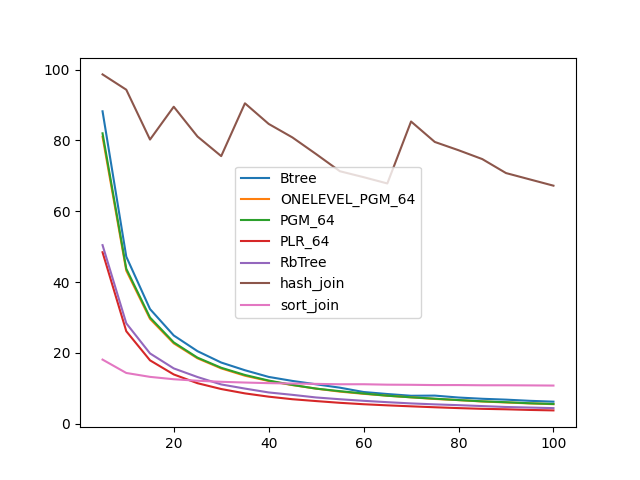 100
80
60
40
20
0
Btree
ONELEVEL_PGM_64
PGM_64
PLR_64
RbTree
hash_join
sort_join
20 40 60 80 100